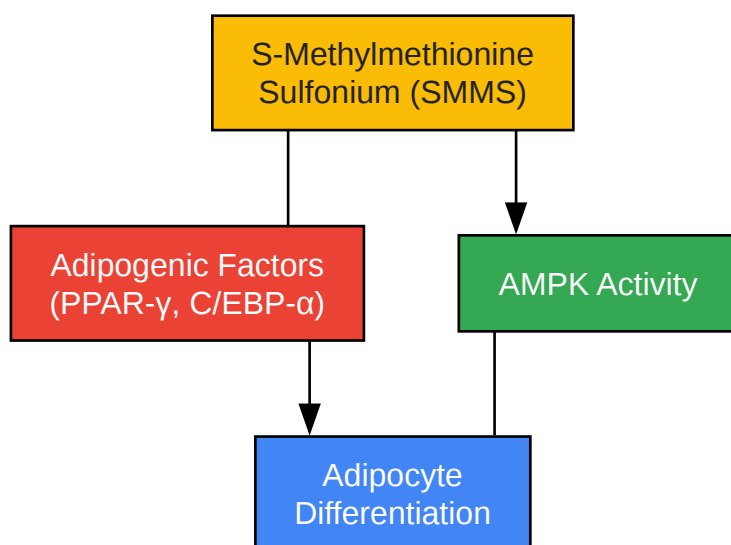 S-Methylmethionine
Sulfonium (SMMS)
Adipogenic Factors
(PPAR-γ, C/EBP-α)
AMPK Activity
Adipocyte
Differentiation